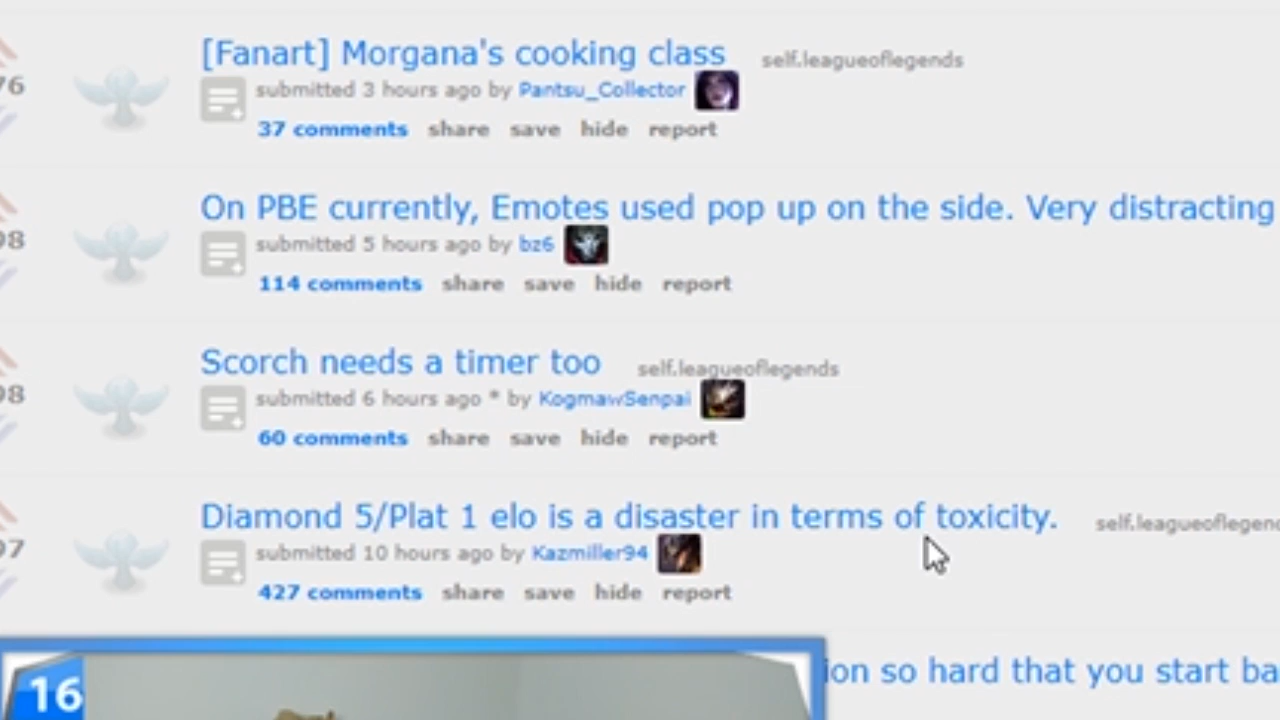 [Fanart] Morgana's cooking class self.leagueoflegends
76
submitted 3 hours ago by Pantsu_Collector
37 comments share save hide report
On PBE currently, Emotes used pop up on the side. Very distracting
98
submitted 5 hours ago by bz6
114 comments share save hide report
Scorch needs a timer too self.leagueoflegends
98
submitted 6 hours ago * by KogmawSenpai
60 comments share save hide report
Diamond 5/Plat 1 elo is a disaster in terms of toxicity. self.leagueoflegend
97
submitted 10 hours ago by Kazmiller94
427 comments share save hide report
ion so hard that you start ba
16